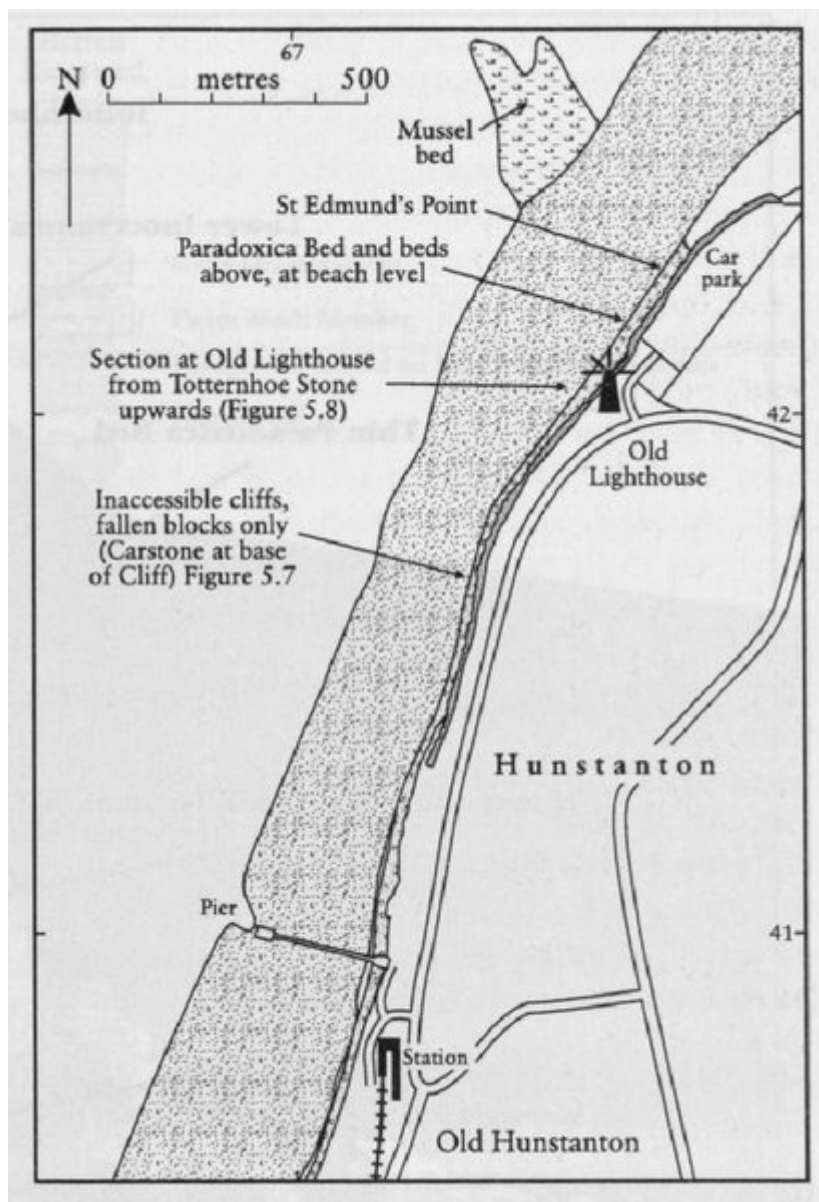 67
N
0 metres 500
Mussel
bed
St Edmund's Point
Paradoxica Bed and beds
above, at beach level
Car
park
Section at Old Lighthouse
from Totternhoe Stone
upwards (Figure 5.8)
42
Old
Lighthouse
Inaccessible cliffs,
fallen blocks only
(Carstone at base
of Cliff) Figure 5.7
Hunstanton
Pier
41
Station
Old Hunstanton